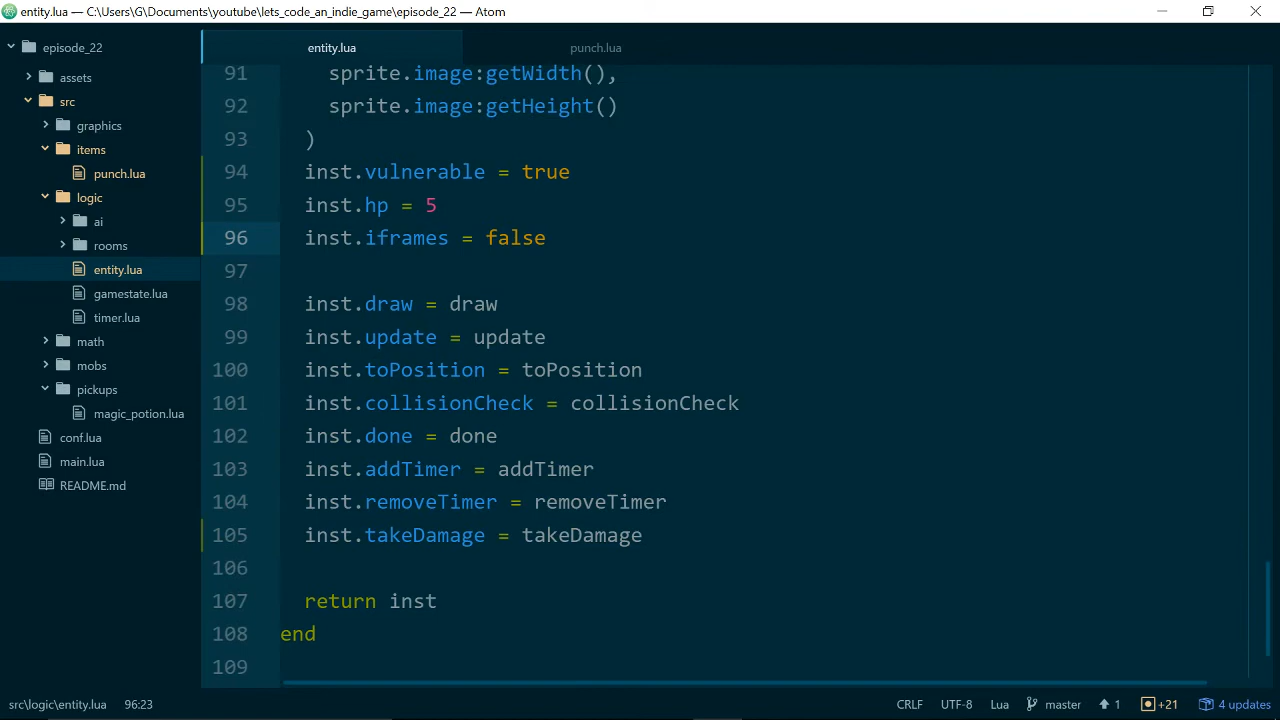 entity.lua — C:\Users\G\Documents\youtube\lets_code_an_indie_game\episode_22 — Atom
episode_22
assets
src
graphics
items
punch.lua
logic
ai
rooms
entity.lua
gamestate.lua
timer.lua
math
mobs
pickups
magic_potion.lua
conf.lua
main.lua
README.md
entity.lua
punch.lua
91 sprite.image:getWidth(),
92 sprite.image:getHeight()
93 )
94 inst.vulnerable = true
95 inst.hp = 5
96 inst.iframes = false
97
98 inst.draw = draw
99 inst.update = update
100 inst.toPosition = toPosition
101 inst.collisionCheck = collisionCheck
102 inst.done = done
103 inst.addTimer = addTimer
104 inst.removeTimer = removeTimer
105 inst.takeDamage = takeDamage
106
107 return inst
108 end
109
src\logic\entity.lua 96:23 CRLF UTF-8 Lua master 1 +21 4 updates